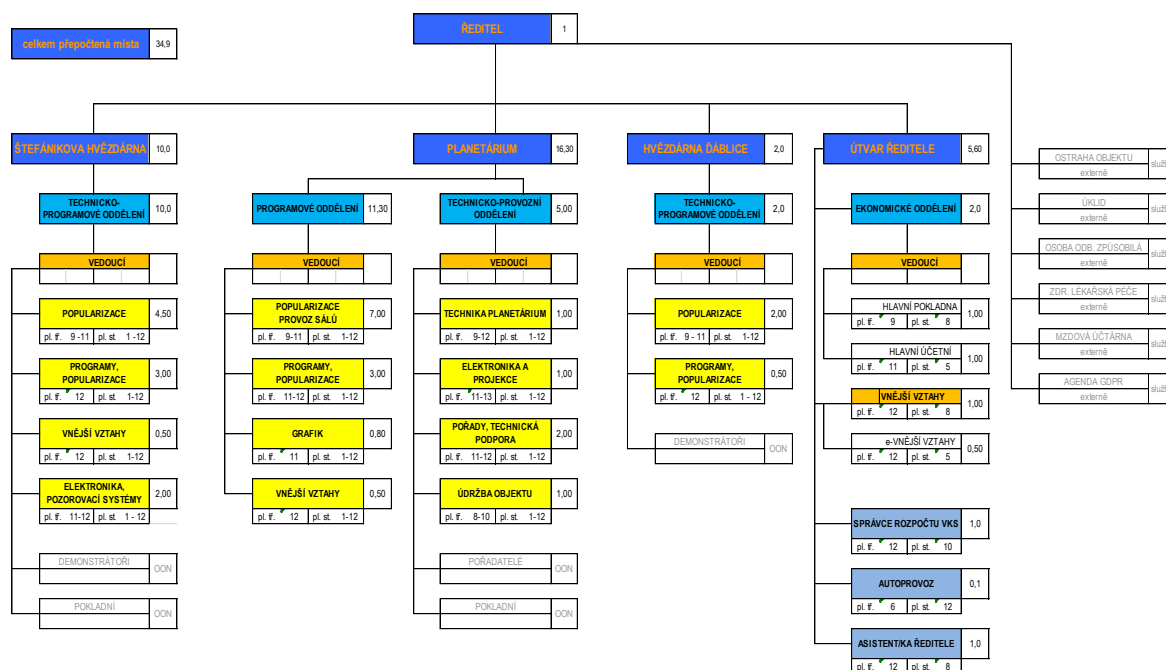 ŘEDITEL 1
celkem přepočtená místa 34,9
ŠTEFÁNIKOVA HVĚZDÁRNA 10,0
TECHNICKO-
PROGRAMOVÉ ODDĚLENÍ 10,0
VEDOUCÍ
POPULARIZACE 4,50
pl. tř. 9 -11 pl. st. 1 -12
PROGRAMY,
POPULARIZACE 3,00
pl. tř. 12 pl. st. 1-12
VNĚJŠÍ VZTAHY 0,50
pl. tř. 12 pl. st. 1-12
ELEKTRONIKA,
POZOROVACÍ SYSTÉMY 2,00
pl. tř. 11-12 pl. st. 1 - 12
DEMONSTRÁTOŘI OON
POKLADNÍ OON
PLANETÁRIUM 16,30
PROGRAMOVÉ ODDĚLENÍ 11,30
VEDOUCÍ
POPULARIZACE
PROVOZ SÁLŮ 7,00
pl. tř. 9-11 pl. st. 1-12
PROGRAMY,
POPULARIZACE 3,00
pl. tř. 11-12 pl. st. 1-12
GRAFIK 0,80
pl. tř. 11 pl. st. 1-12
VNĚJŠÍ VZTAHY 0,50
pl. tř. 12 pl. st. 1-12
TECHNICKO-PROVOZNÍ
ODDĚLENÍ 5,00
VEDOUCÍ
TECHNIKA PLANETÁRIUM 1,00
pl. tř. 9-12 pl. st. 1-12
ELEKTRONIKA A
PROJEKCE 1,00
pl. tř. 11-13 pl. st. 1-12
POŘADY, TECHNICKÁ
PODPORA 2,00
pl. tř. 11-12 pl. st. 1-12
ÚDRŽBA OBJEKTU 1,00
pl. tř. 8-10 pl. st. 1-12
POŘADATELÉ OON
POKLADNÍ OON
HVĚZDÁRNA ĎÁBLICE 2,0
TECHNICKO-
PROGRAMOVÉ ODDĚLENÍ 2,0
VEDOUCÍ
POPULARIZACE 2,00
pl. tř. 9 - 11 pl. st. 1-12
PROGRAMY,
POPULARIZACE 0,50
pl. tř. 12 pl. st. 1 - 12
DEMONSTRÁTOŘI OON
ÚTVAR ŘEDITELE 5,60
EKONOMICKÉ ODDĚLENÍ 2,0
VEDOUCÍ
HLAVNÍ POKLADNA 1,00
pl. tř. 9 pl. st. 8
HLAVNÍ ÚČETNÍ 1,00
pl. tř. 11 pl. st. 5
VNĚJŠÍ VZTAHY 1,00
pl. tř. 12 pl. st. 8
e-VNĚJŠÍ VZTAHY 0,50
pl. tř. 12 pl. st. 5
SPRÁVCE ROZPOČTU VKS 1,0
pl. tř. 12 pl. st. 10
AUTOPROVOZ 0,1
pl. tř. 6 pl. st. 12
ASISTENT/KA ŘEDITELE 1,0
pl. tř. 12 pl. st. 8
OSTRAHA OBJEKTU
externě
ÚKLID
externě
OSOBA ODB. ZPŮSOBILÁ
externě
ZDR. LÉKAŘSKÁ PÉČE
externě
MZDOVÁ ÚČTÁRNA
externě
AGENDA GDPR
externě